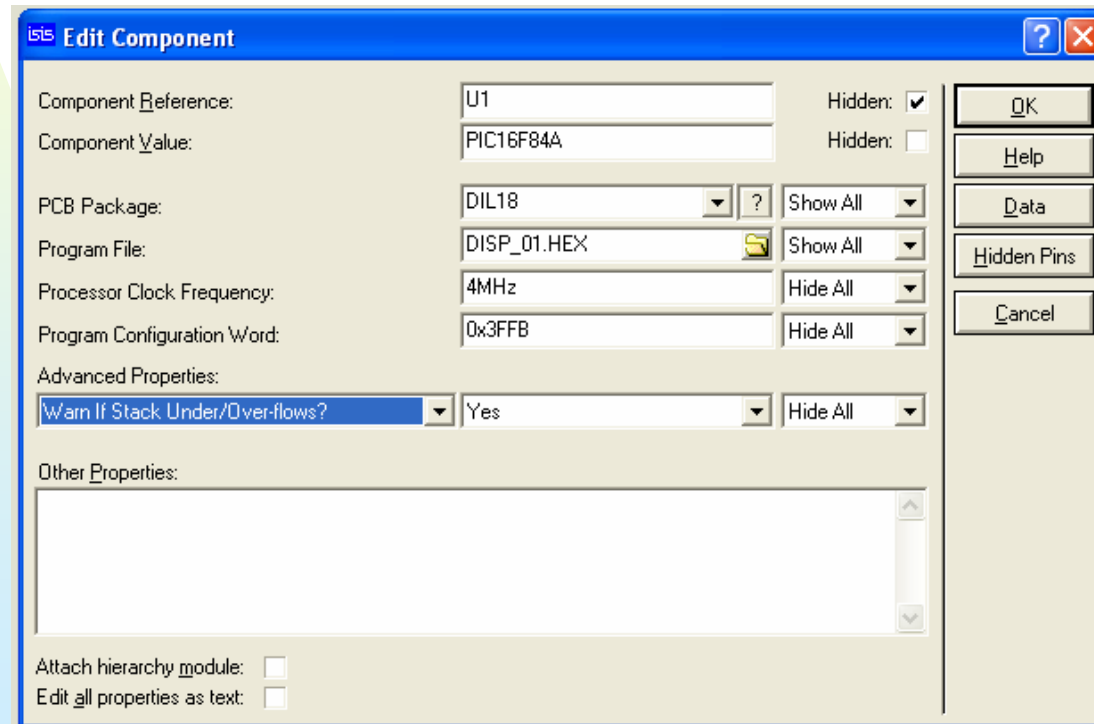 isis Edit Component ?
Component Reference: U1 Hidden: OK
Component Value: PIC16F84A Hidden: Help
PCB Package: DIL18 ? Show All Data
Program File: DISP_01.HEX Show All Hidden Pins
Processor Clock Frequency: 4MHz Hide All Cancel
Program Configuration Word: 0x3FFB Hide All
Advanced Properties:
Warn If Stack Under/Over-flows? Yes Hide All
Other Properties:
Attach hierarchy module:
Edit all properties as text: